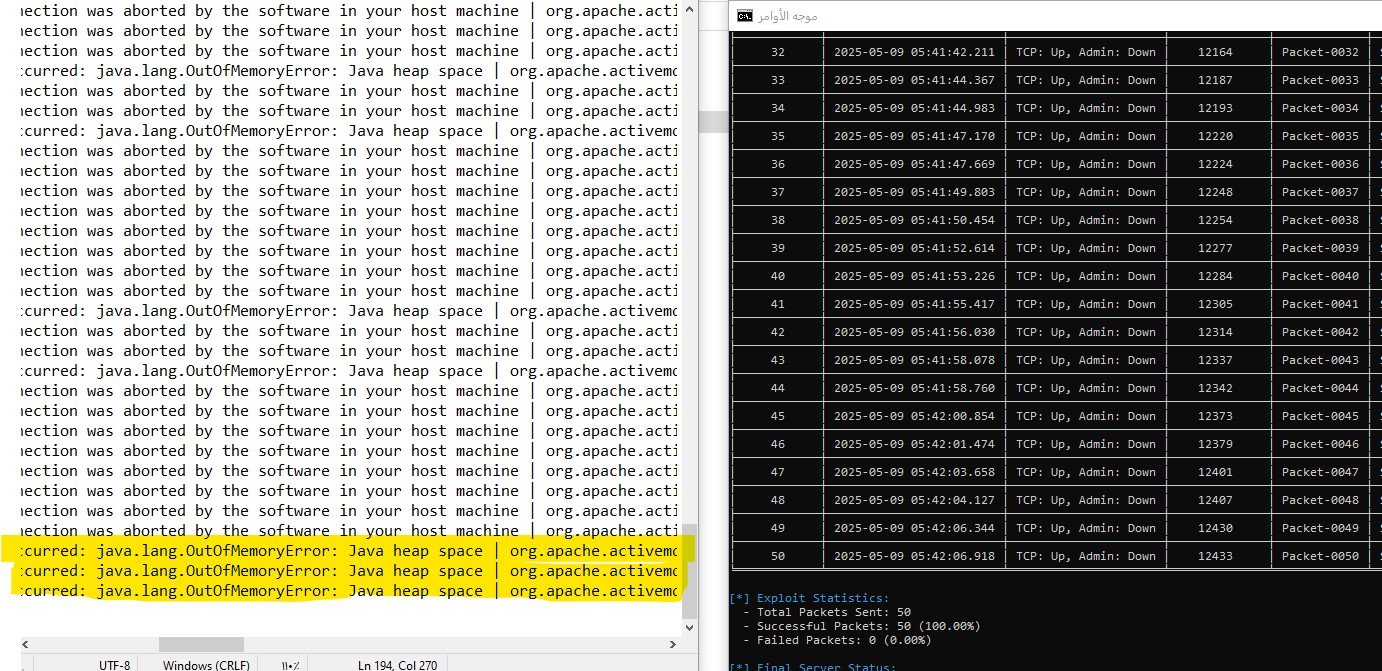 nection was aborted by the software in your host machine | org.apache.acti
nection was aborted by the software in your host machine | org.apache.acti
nection was aborted by the software in your host machine | org.apache.acti
curred: java.lang.OutOfMemoryError: Java heap space | org.apache.activem
nection was aborted by the software in your host machine | org.apache.acti
nection was aborted by the software in your host machine | org.apache.acti
curred: java.lang.OutOfMemoryError: Java heap space | org.apache.activem
nection was aborted by the software in your host machine | org.apache.acti
nection was aborted by the software in your host machine | org.apache.acti
nection was aborted by the software in your host machine | org.apache.acti
nection was aborted by the software in your host machine | org.apache.acti
nection was aborted by the software in your host machine | org.apache.acti
nection was aborted by the software in your host machine | org.apache.acti
nection was aborted by the software in your host machine | org.apache.acti
nection was aborted by the software in your host machine | org.apache.acti
curred: java.lang.OutOfMemoryError: Java heap space | org.apache.activem
nection was aborted by the software in your host machine | org.apache.acti
nection was aborted by the software in your host machine | org.apache.acti
curred: java.lang.OutOfMemoryError: Java heap space | org.apache.activem
nection was aborted by the software in your host machine | org.apache.acti
nection was aborted by the software in your host machine | org.apache.acti
nection was aborted by the software in your host machine | org.apache.acti
nection was aborted by the software in your host machine | org.apache.acti
nection was aborted by the software in your host machine | org.apache.acti
nection was aborted by the software in your host machine | org.apache.acti
nection was aborted by the software in your host machine | org.apache.acti
nection was aborted by the software in your host machine | org.apache.acti
curred: java.lang.OutOfMemoryError: Java heap space | org.apache.activem
curred: java.lang.OutOfMemoryError: Java heap space | org.apache.activem
curred: java.lang.OutOfMemoryError: Java heap space | org.apache.activem
UTF-8 Windows (CRLF) ١١٠٪ Ln 194, Col 270
موجه الأوامر
32 | 2025-05-09 05:41:42.211 | TCP: Up, Admin: Down | 12164 | Packet-0032
33 | 2025-05-09 05:41:44.367 | TCP: Up, Admin: Down | 12187 | Packet-0033
34 | 2025-05-09 05:41:44.983 | TCP: Up, Admin: Down | 12193 | Packet-0034
35 | 2025-05-09 05:41:47.170 | TCP: Up, Admin: Down | 12220 | Packet-0035
36 | 2025-05-09 05:41:47.669 | TCP: Up, Admin: Down | 12224 | Packet-0036
37 | 2025-05-09 05:41:49.803 | TCP: Up, Admin: Down | 12248 | Packet-0037
38 | 2025-05-09 05:41:50.454 | TCP: Up, Admin: Down | 12254 | Packet-0038
39 | 2025-05-09 05:41:52.614 | TCP: Up, Admin: Down | 12277 | Packet-0039
40 | 2025-05-09 05:41:53.226 | TCP: Up, Admin: Down | 12284 | Packet-0040
41 | 2025-05-09 05:41:55.417 | TCP: Up, Admin: Down | 12305 | Packet-0041
42 | 2025-05-09 05:41:56.030 | TCP: Up, Admin: Down | 12314 | Packet-0042
43 | 2025-05-09 05:41:58.078 | TCP: Up, Admin: Down | 12337 | Packet-0043
44 | 2025-05-09 05:41:58.760 | TCP: Up, Admin: Down | 12342 | Packet-0044
45 | 2025-05-09 05:42:00.854 | TCP: Up, Admin: Down | 12373 | Packet-0045
46 | 2025-05-09 05:42:01.474 | TCP: Up, Admin: Down | 12379 | Packet-0046
47 | 2025-05-09 05:42:03.658 | TCP: Up, Admin: Down | 12401 | Packet-0047
48 | 2025-05-09 05:42:04.127 | TCP: Up, Admin: Down | 12407 | Packet-0048
49 | 2025-05-09 05:42:06.344 | TCP: Up, Admin: Down | 12430 | Packet-0049
50 | 2025-05-09 05:42:06.918 | TCP: Up, Admin: Down | 12433 | Packet-0050
[*] Exploit Statistics:
- Total Packets Sent: 50
- Successful Packets: 50 (100.00%)
- Failed Packets: 0 (0.00%)
[*] Final Server Status: